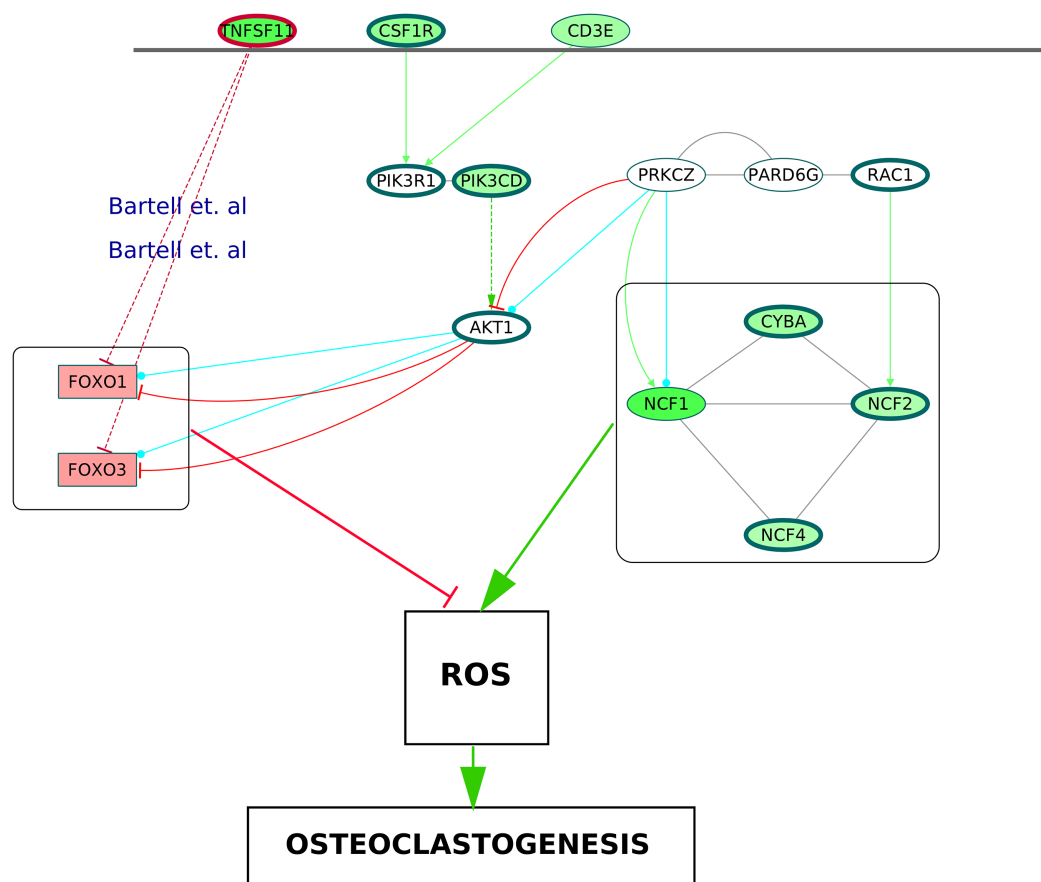 TNFSF11
CSF1R
CD3E
PIK3R1
PIK3CD
PRKCZ
PARD6G
RAC1
Bartell et. al
Bartell et. al
CYBA
AKT1
FOXO1
NCF1
NCF2
FOXO3
NCF4
ROS
OSTEOCLASTOGENESIS